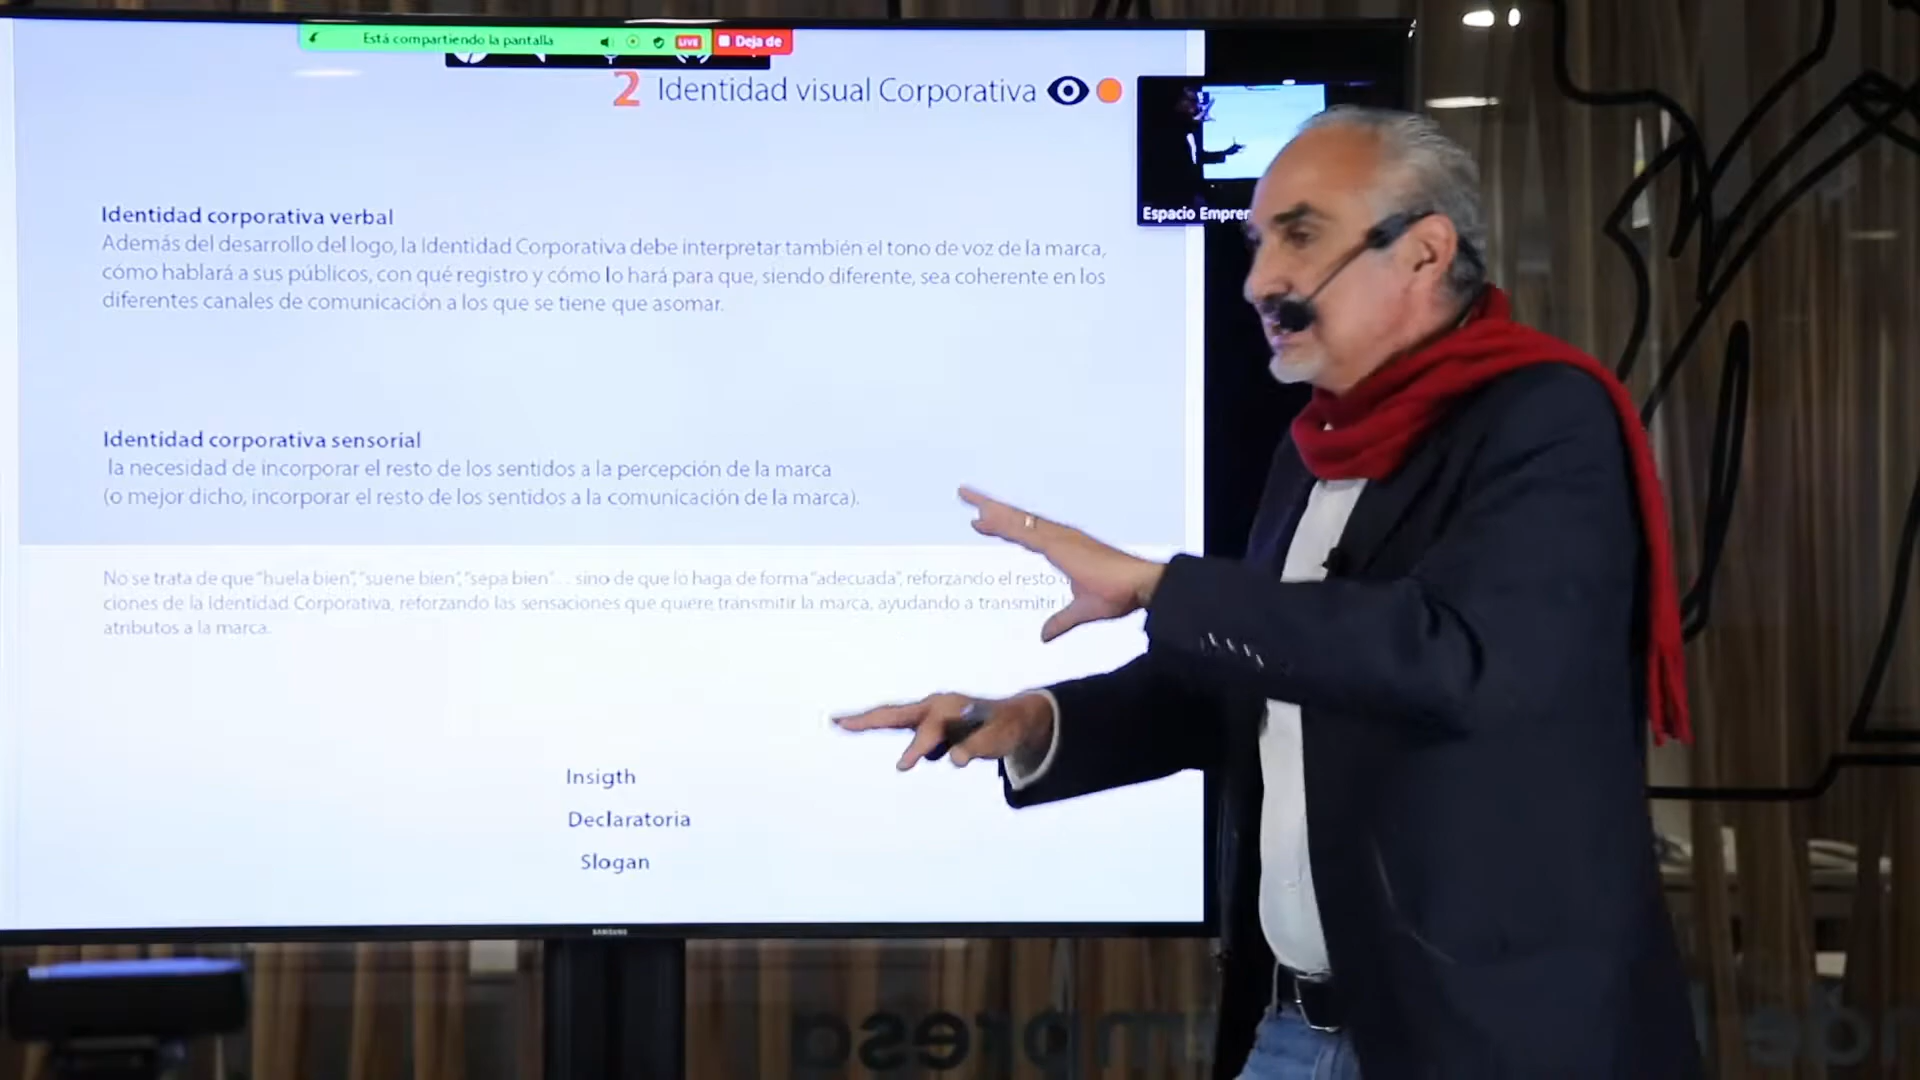 Está compartiendo la pantalla
LIVE
Deja de
2 Identidad visual Corporativa
Espacio Empren
Identidad corporativa verbal
Además del desarrollo del logo, la Identidad Corporativa debe interpretar también el tono de voz de la marca,
cómo hablará a sus públicos, con qué registro y cómo lo hará para que, siendo diferente, sea coherente en los
diferentes canales de comunicación a los que se tiene que asomar.
Identidad corporativa sensorial
la necesidad de incorporar el resto de los sentidos a la percepción de la marca
(o mejor dicho, incorporar el resto de los sentidos a la comunicación de la marca).
No se trata de que "huela bien", "suene bien", "sepa bien"... sino de que lo haga de forma "adecuada", reforzando el resto
ciones de la Identidad Corporativa, reforzando las sensaciones que quiere transmitir la marca, ayudando a transmitir
atributos a la marca.
Insigth
Declaratoria
Slogan
SAMSUNG